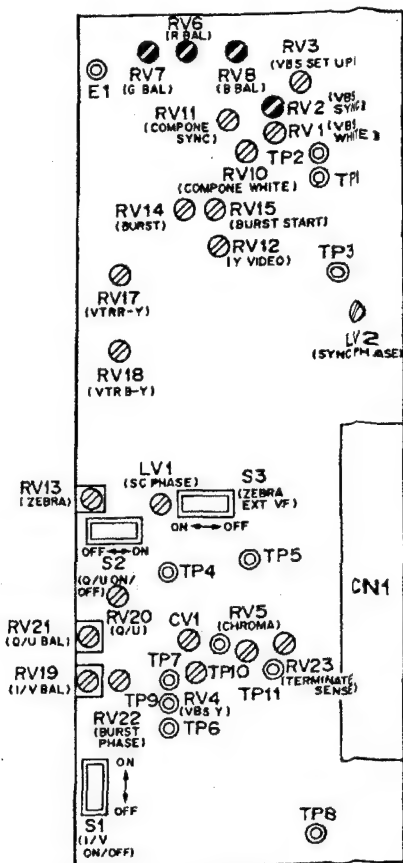 RV6
(R BAL)
RV7
(G BAL)
RV8
(B BAL)
RV3
(VBS SET UP)
E1
RV11
(COMPONE
SYNC)
RV2 (VBS
SYNC)
RV1 (VBS
WHITE)
TP2
RV10
(COMPONE WHITE)
TP1
RV14
(BURST)
RV15
(BURST START)
RV12
(Y VIDEO)
TP3
RV17
(VTRR-Y)
LV2
(SYNC PHASE)
RV18
(VTRB-Y)
LV1
(SC PHASE)
S3
(ZEBRA
EXT VF)
RV13
(ZEBRA)
ON OFF
OFF ON
S2
(Q/U ON/
OFF)
TP4
TP5
CN1
RV20
(Q/U)
CV1
RV5
(CHROMA)
RV21
(Q/U BAL)
RV19
(I/V BAL)
TP7
TP10
TP11
RV23
(TERMINATE
SENSE)
TP9
RV4
(VBS Y)
RV22
(BURST
PHASE)
TP6
ON
OFF
S1
(I/V
ON/OFF)
TP8